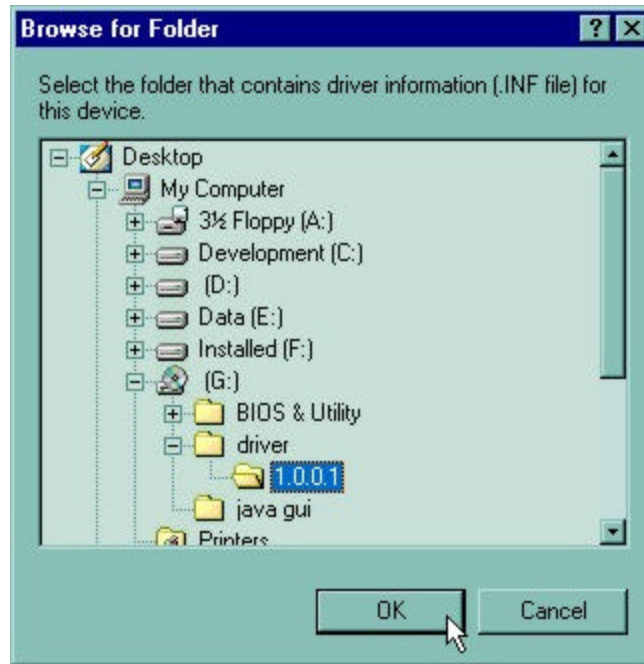 Browse for Folder
Select the folder that contains driver information (.INF file) for
this device.
Desktop
My Computer
3½ Floppy (A:)
Development (C:)
(D:)
Data (E:)
Installed (F:)
(G:)
BIOS & Utility
driver
1.0.0.1
java gui
Printers
OK Cancel